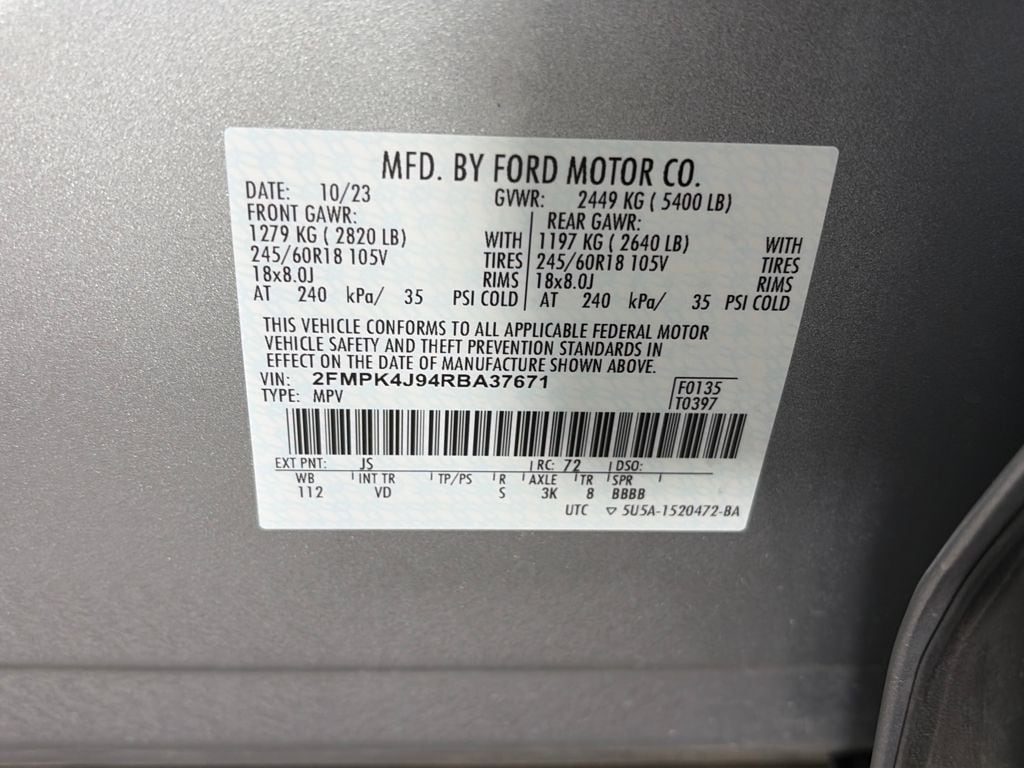 MFD. BY FORD MOTOR CO.
DATE: 10/23 GVWR: 2449 KG ( 5400 LB)
FRONT GAWR: REAR GAWR:
1279 KG ( 2820 LB) WITH 1197 KG ( 2640 LB) WITH
245/60R18 105V TIRES 245/60R18 105V TIRES
18x8.0J RIMS 18x8.0J RIMS
AT 240 kPa/ 35 PSI COLD AT 240 kPa/ 35 PSI COLD
THIS VEHICLE CONFORMS TO ALL APPLICABLE FEDERAL MOTOR
VEHICLE SAFETY AND THEFT PREVENTION STANDARDS IN
EFFECT ON THE DATE OF MANUFACTURE SHOWN ABOVE.
VIN: 2FMPK4J94RBA37671 F0135
TYPE: MPV T0397
EXT PNT: JS RC: 72 DSO:
WB INT TR TP/PS R AXLE TR SPR
112 VD S 3K 8 BBBB
UTC ▽ 5U5A-1520472-BA